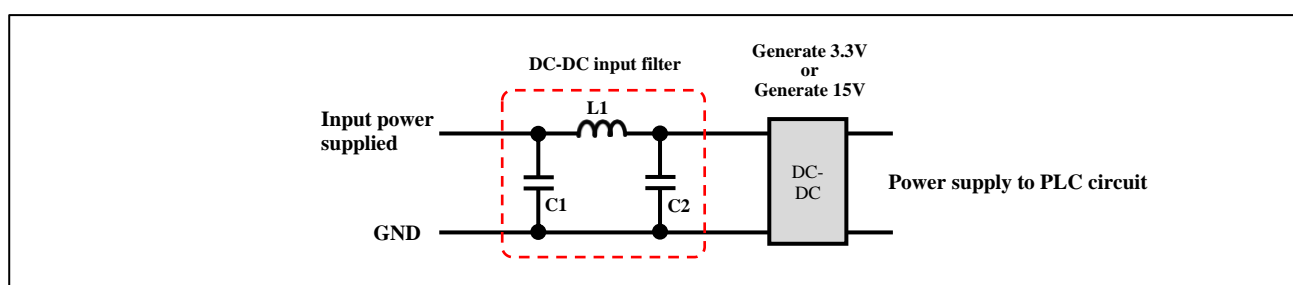 Generate 3.3V
or
Generate 15V
DC-DC input filter
L1
Input power
supplied
C1
C2
DC-
DC
Power supply to PLC circuit
GND